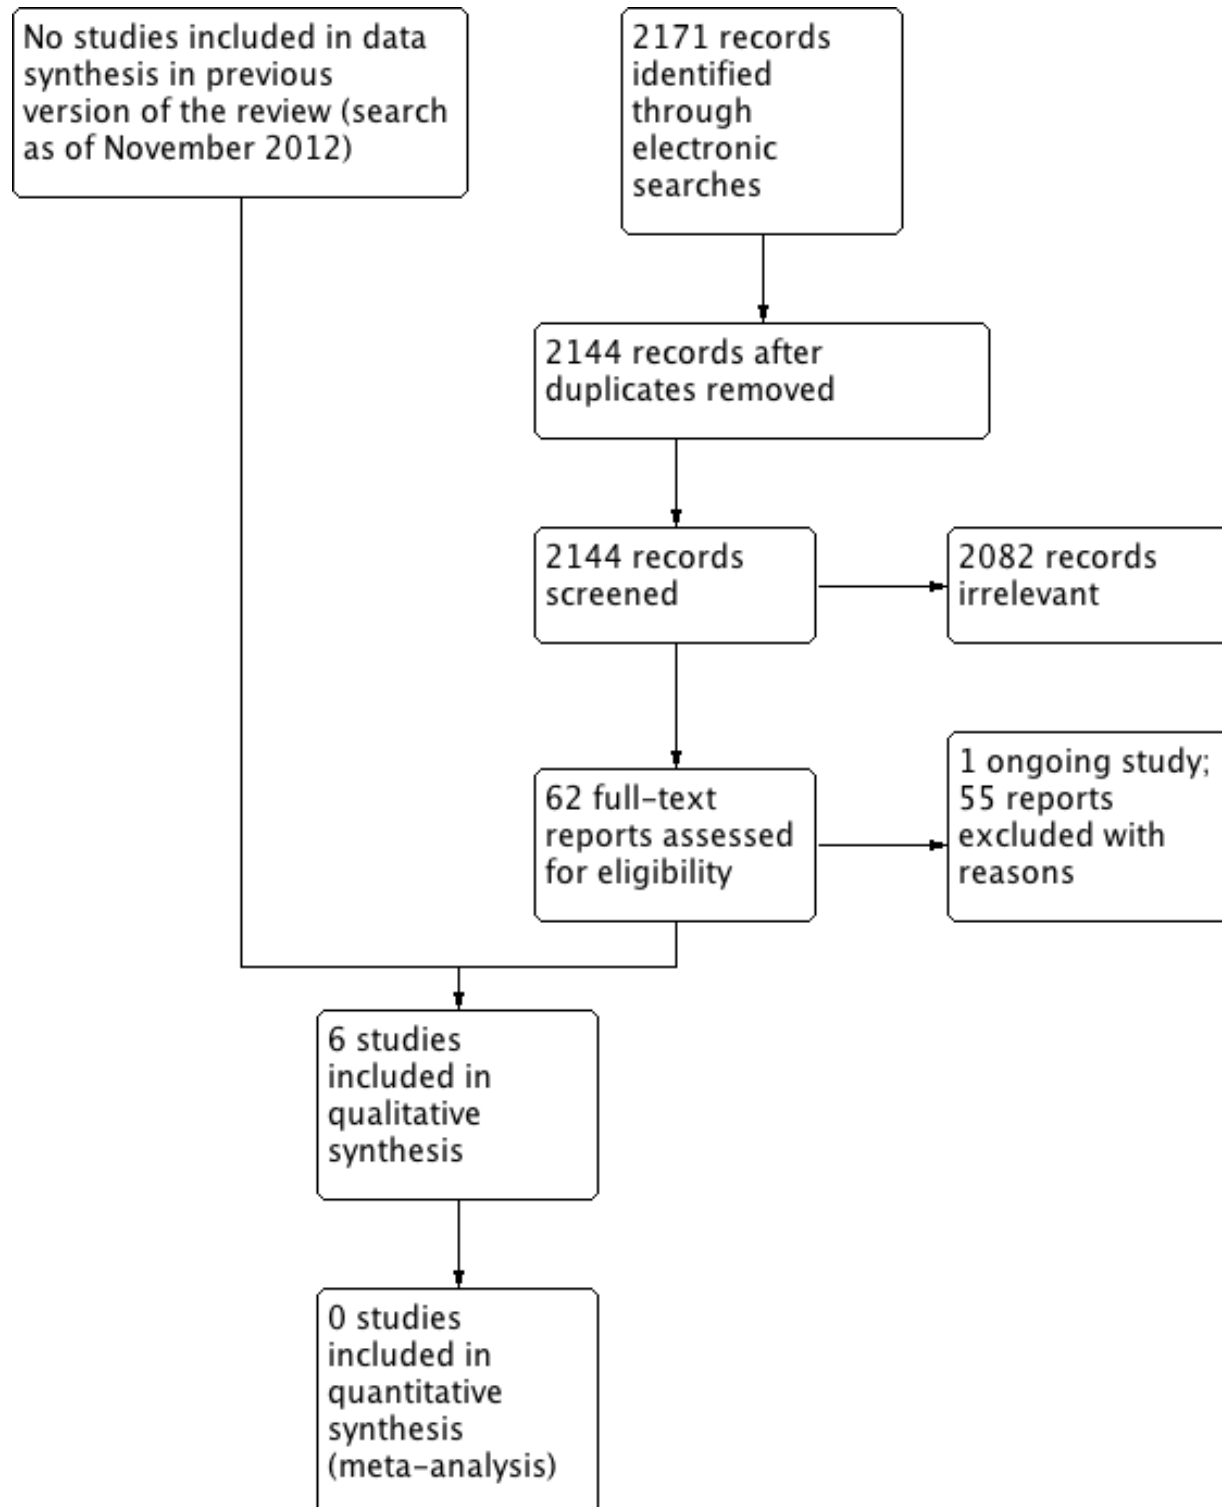 No studies included in data
synthesis in previous
version of the review (search
as of November 2012)
2171 records
identified
through
electronic
searches
2144 records after
duplicates removed
2144 records
screened
2082 records
irrelevant
62 full-text
reports assessed
for eligibility
1 ongoing study;
55 reports
excluded with
reasons
6 studies
included in
qualitative
synthesis
0 studies
included in
quantitative
synthesis
(meta-analysis)